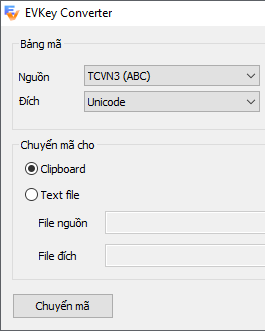 EVKey Converter
Bảng mã
Nguồn TCVN3 (ABC)
Đích Unicode
Chuyển mã cho
Clipboard
Text file
File nguồn
File đích
Chuyển mã